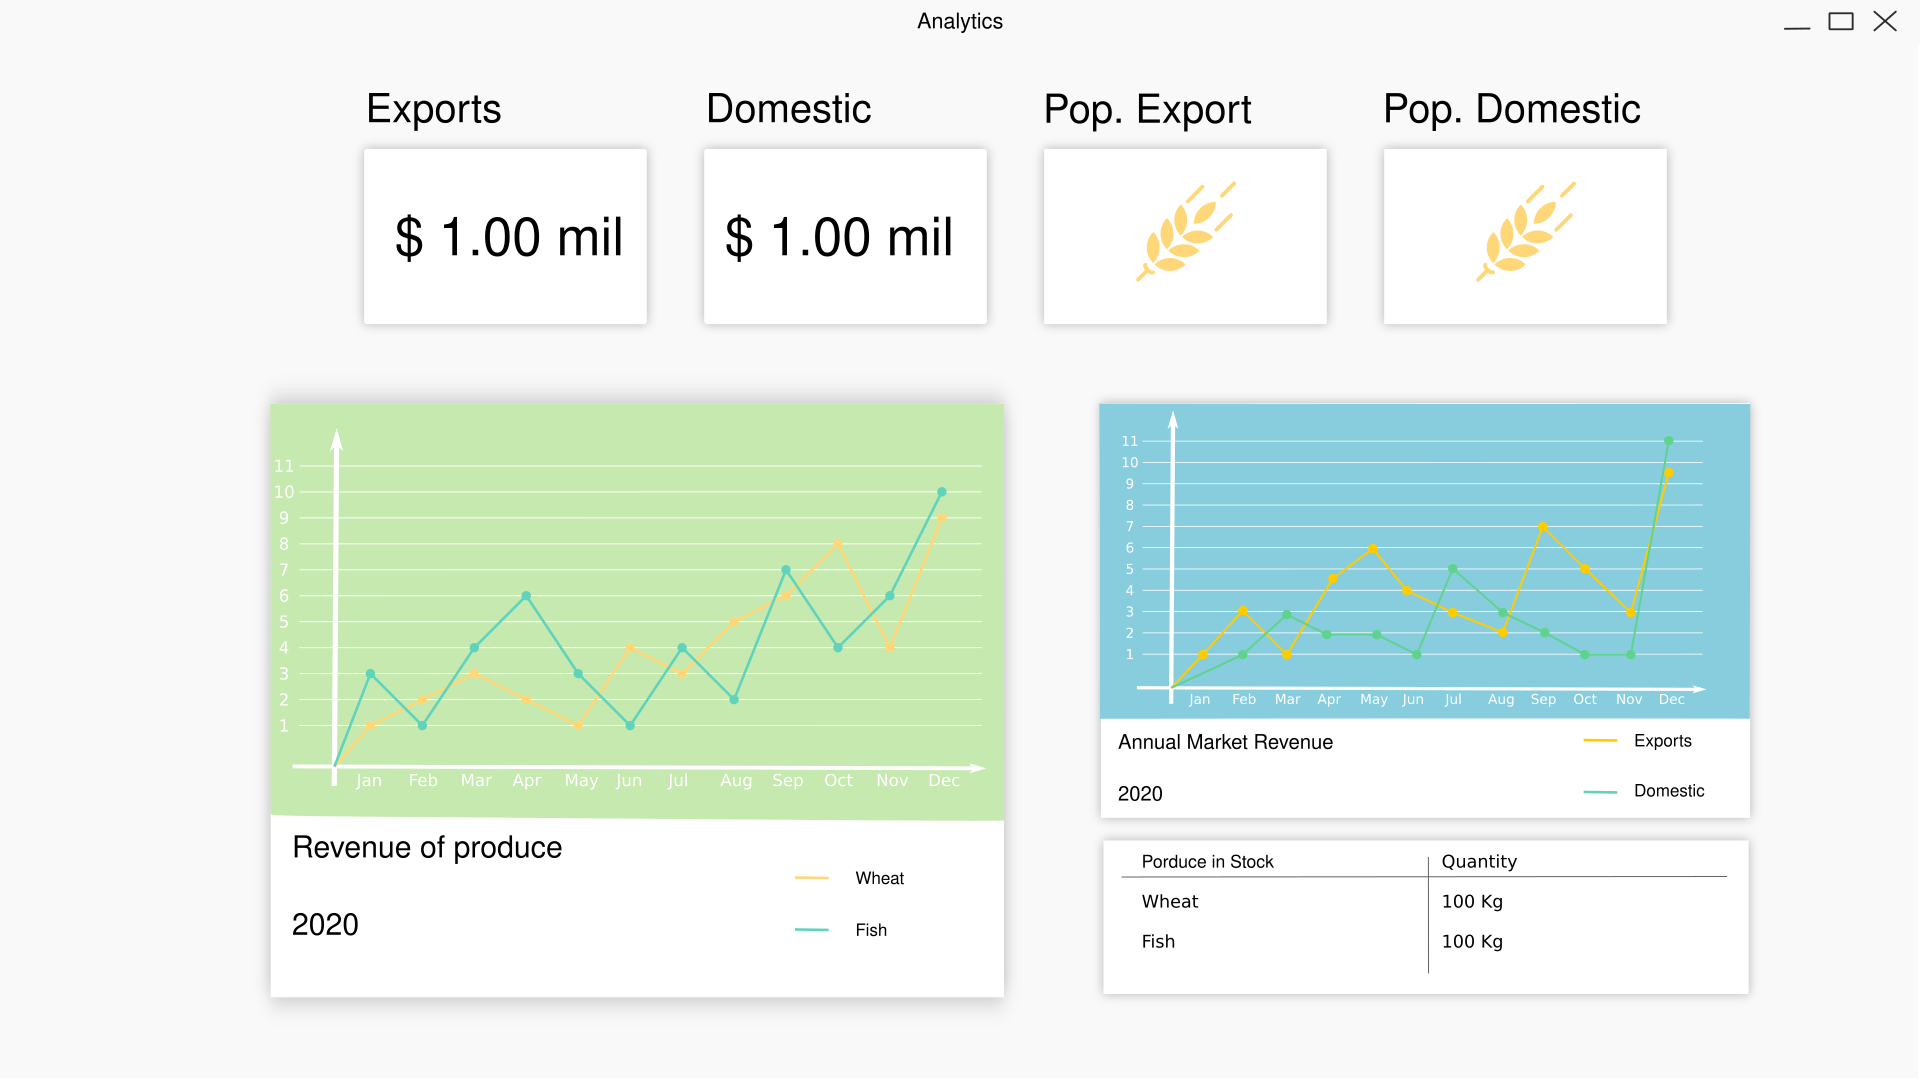 Analytics
Exports
Domestic
Pop. Export
Pop. Domestic
$ 1.00 mil
$ 1.00 mil
11
10
9
8
7
6
5
4
3
2
1
Jan Feb Mar Apr May Jun Jul Aug Sep Oct Nov Dec
Revenue of produce
2020
Wheat
Fish
11
10
9
8
7
6
5
4
3
2
1
Jan Feb Mar Apr May Jun Jul Aug Sep Oct Nov Dec
Annual Market Revenue
2020
Exports
Domestic
Porduce in Stock Quantity
Wheat 100 Kg
Fish 100 Kg